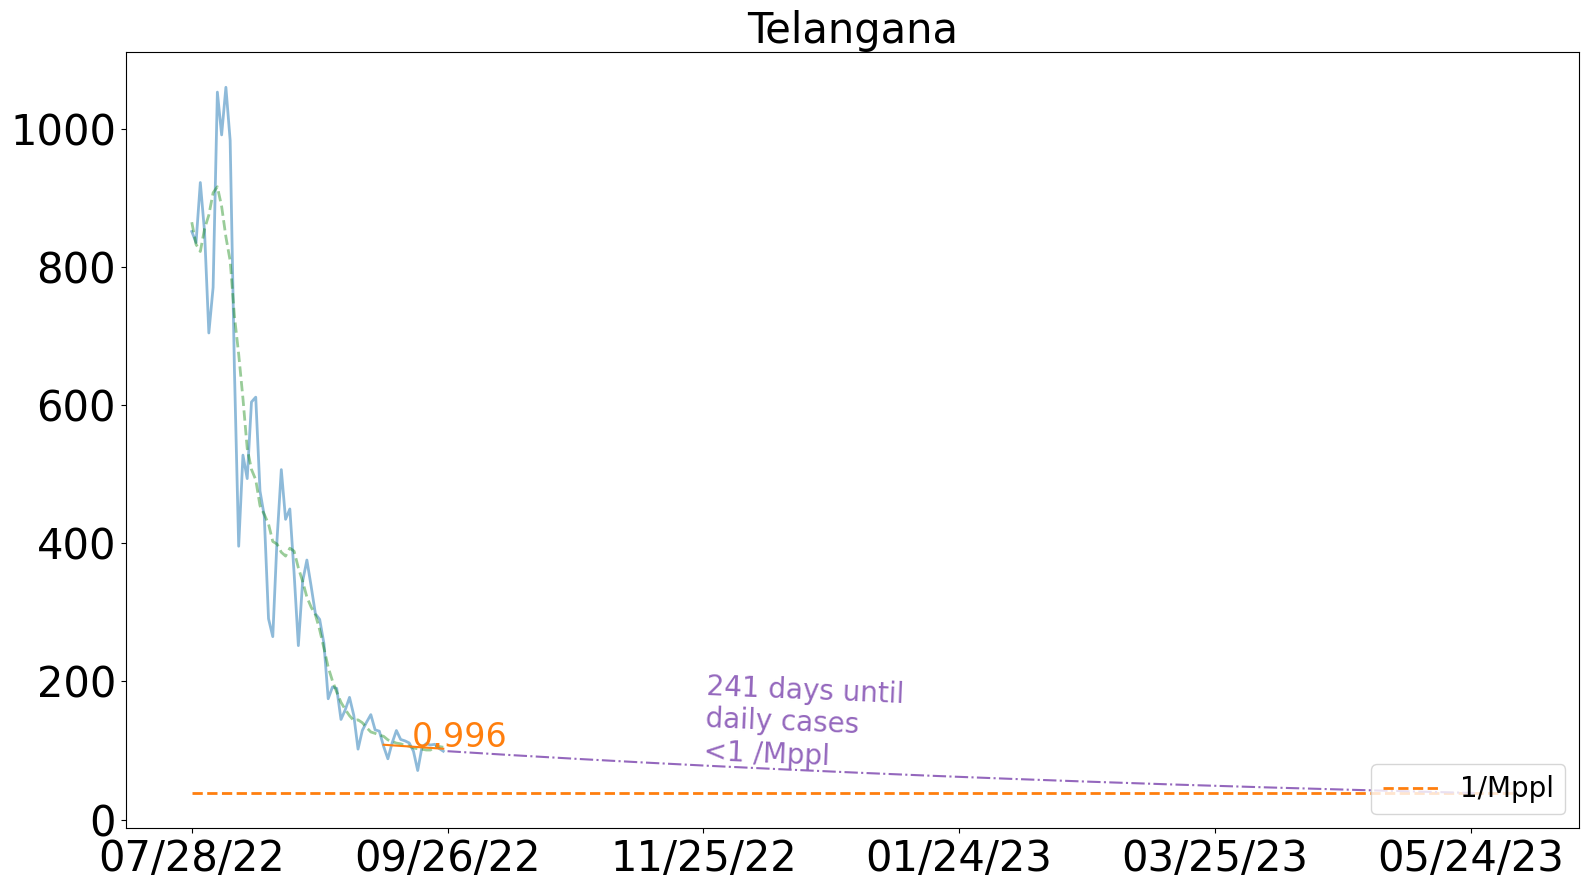 Telangana
1000
800
600
400
200
0
0.996
241 days until
daily cases
<1 /Mppl
1/Mppl
07/28/22
09/26/22
11/25/22
01/24/23
03/25/23
05/24/23